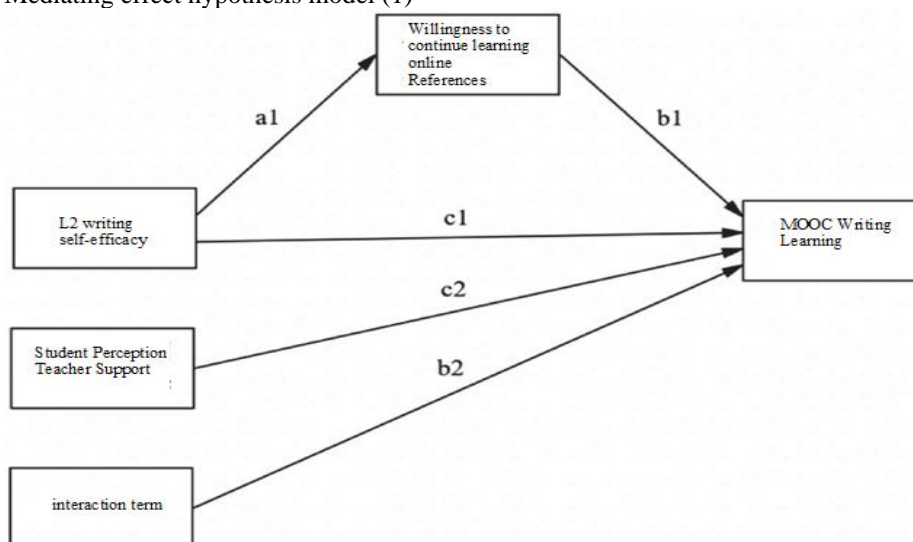 Mediating effect hypothesis model (1)
Willingness to
continue learning
online
References
a1
b1
L2 writing
self-efficacy
c1
MOOC Writing
Learning
c2
Student Perception
Teacher Support
b2
interaction term